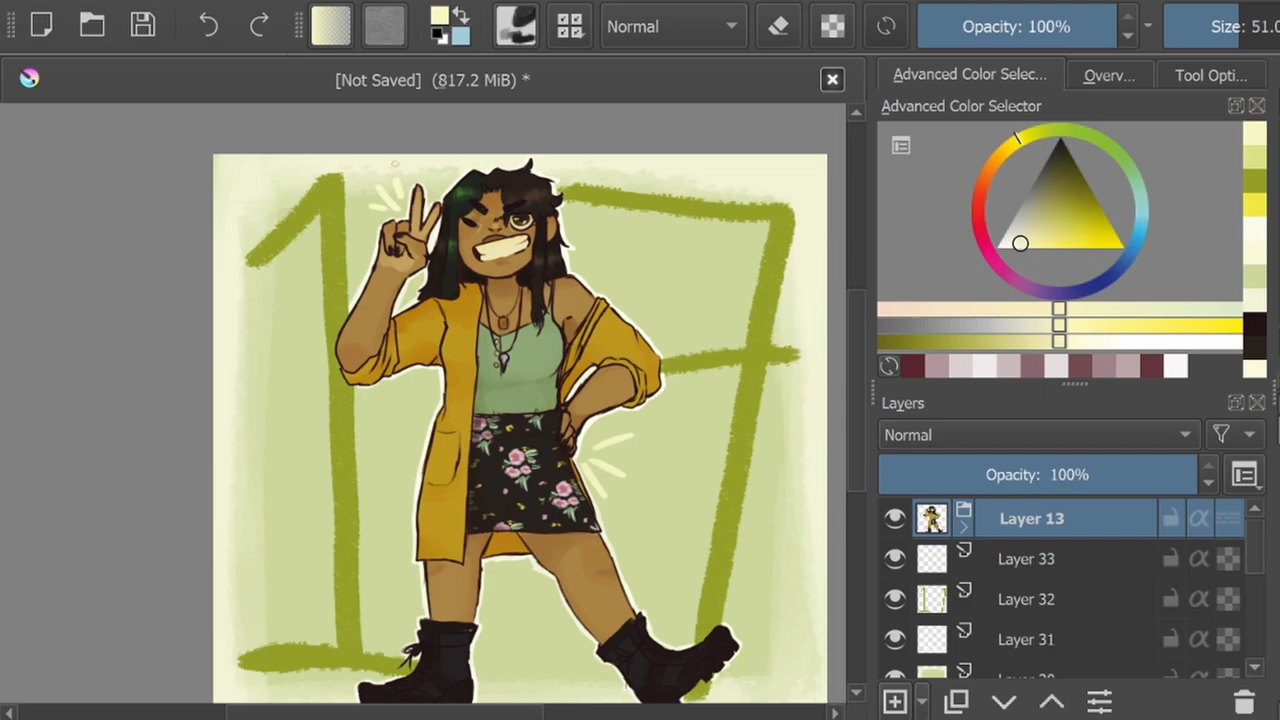 Normal
Opacity: 100%
Size: 51.0
[Not Saved] (817.2 MiB) *
Advanced Color Selec...
Overv...
Tool Opti...
Advanced Color Selector
Layers
Normal
Opacity: 100%
Layer 13
Layer 33
Layer 32
Layer 31
17